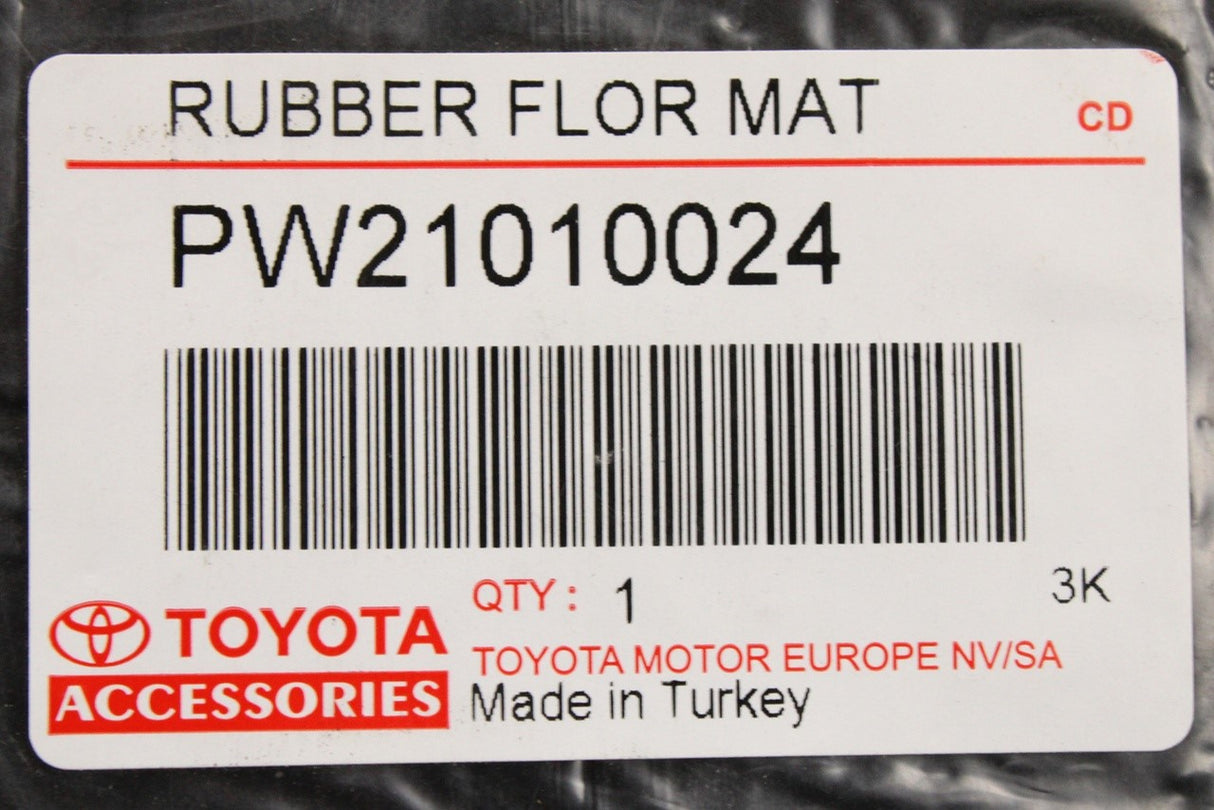 RUBBER FLOR MAT
CD
PW21010024
QTY : 1
3K
TOYOTA
TOYOTA MOTOR EUROPE NV/SA
ACCESSORIES
Made in Turkey